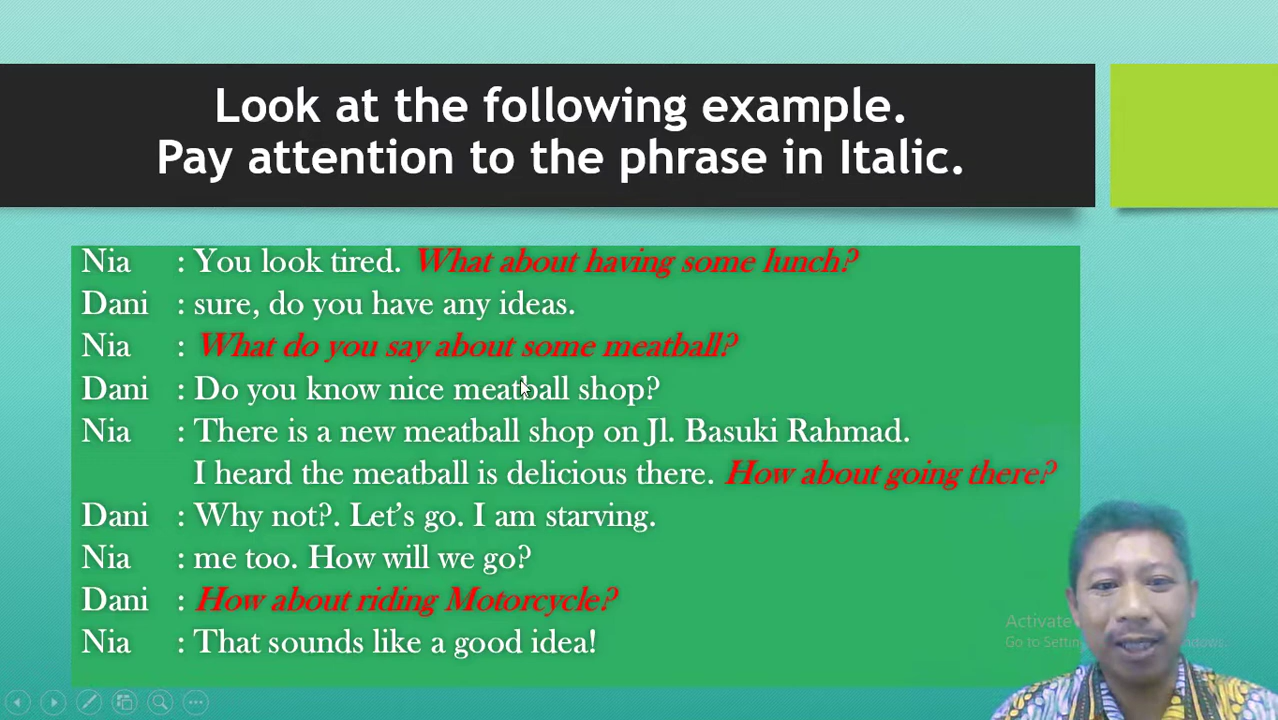 Look at the following example.
Pay attention to the phrase in Italic.
Nia : You look tired. What about having some lunch?
Dani : sure, do you have any ideas.
Nia : What do you say about some meatball?
Dani : Do you know nice meatball shop?
Nia : There is a new meatball shop on Jl. Basuki Rahmad.
I heard the meatball is delicious there. How about going there?
Dani : Why not?. Let's go. I am starving.
Nia : me too. How will we go?
Dani : How about riding Motorcycle?
Nia : That sounds like a good idea!
Activate
Go to